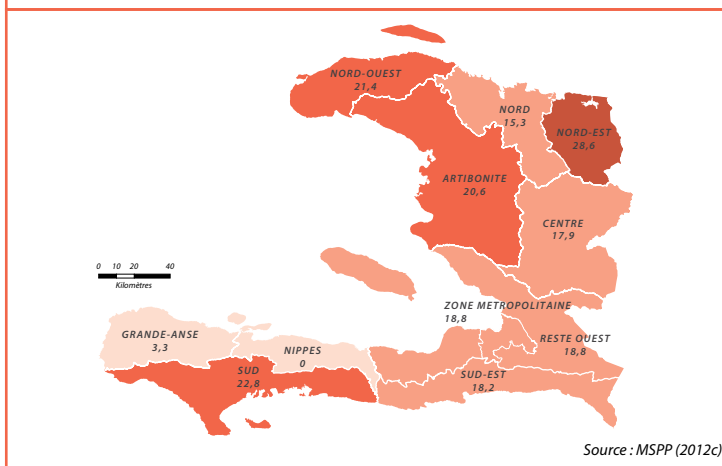 NORD-OUEST
21,4
NORD
15,3
NORD-EST
28,6
ARTIBONITE
20,6
CENTRE
17,9
0 10 20 40
Kilomètres
ZONE METROPOLITAINE
18,8
GRANDE-ANSE
3,3
RESTE OUEST
18,8
NIPPES
0
SUD
22,8
SUD-EST
18,2
Source : MSPP (2012c)